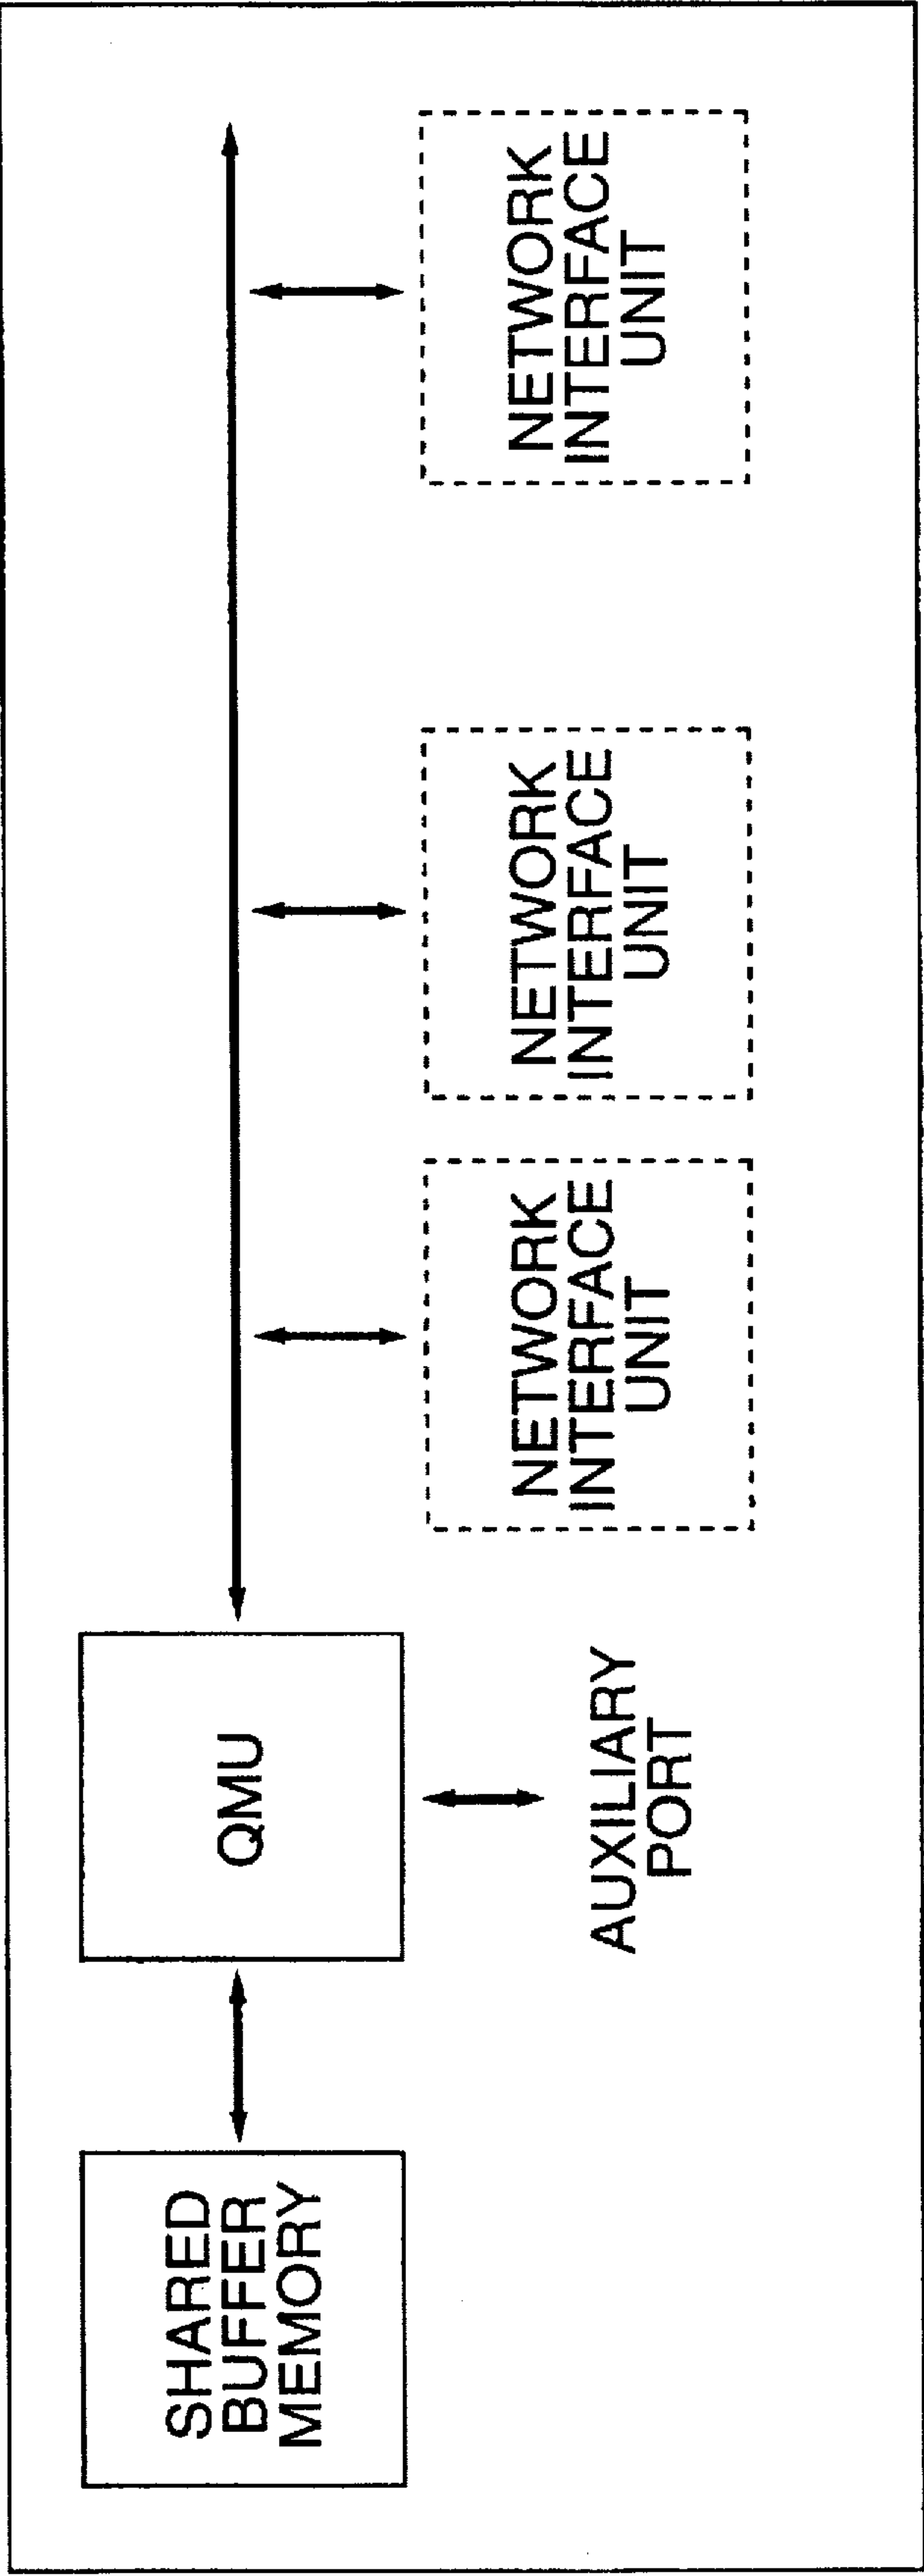 SHARED
BUFFER
MEMORY
QMU
AUXILIARY
PORT
NETWORK
INTERFACE
UNIT
NETWORK
INTERFACE
UNIT
NETWORK
INTERFACE
UNIT